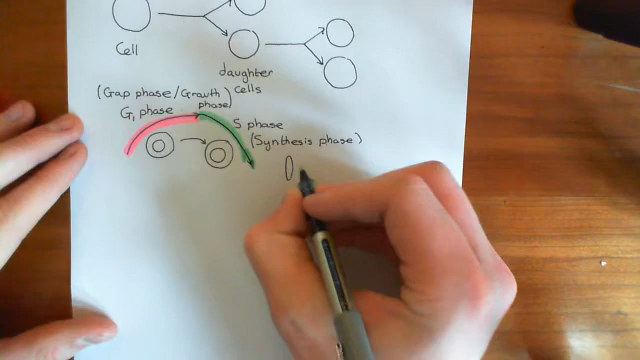 Cell
daughter
cells
(Gap phase/Growth
phase)
G₁ phase
S phase
(Synthesis phase)